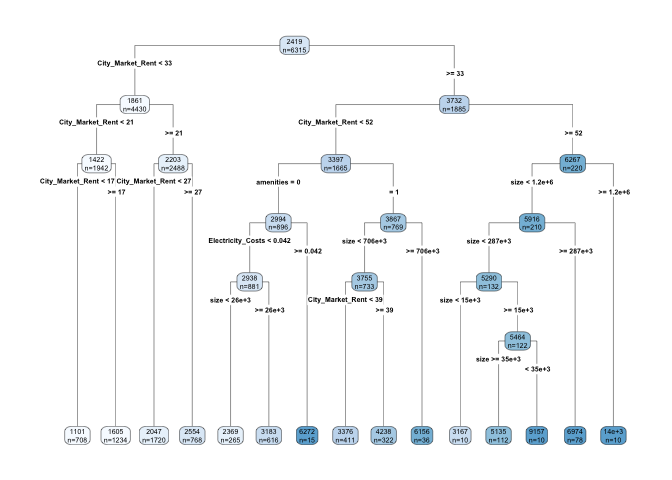 2419
n=6315
City_Market_Rent < 33
>= 33
1861
n=4430
3732
n=1885
City_Market_Rent < 21
>= 21
City_Market_Rent < 52
>= 52
1422
n=1942
2203
n=2488
3397
n=1665
6267
n=220
City_Market_Rent < 17
>= 17
City_Market_Rent < 27
>= 27
amenities = 0
= 1
size < 1.2e+6
>= 1.2e+6
2994
n=896
3867
n=769
5916
n=210
Electricity_Costs < 0.042
>= 0.042
size < 706e+3
>= 706e+3
size < 287e+3
>= 287e+3
2938
n=881
3755
n=733
5290
n=132
size < 26e+3
>= 26e+3
City_Market_Rent < 39
>= 39
size < 15e+3
>= 15e+3
5464
n=122
size >= 35e+3
< 35e+3
1101
n=708
1605
n=1234
2047
n=1720
2554
n=768
2369
n=265
3183
n=616
6272
n=15
3376
n=411
4238
n=322
6156
n=36
3167
n=10
5135
n=112
9157
n=10
6974
n=78
14e+3
n=10